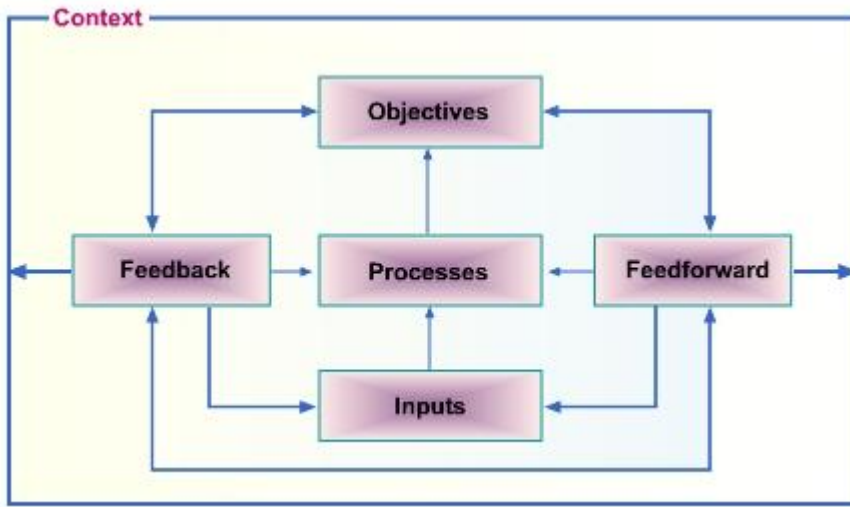 Context
Objectives
Feedback
Processes
Feedforward
Inputs